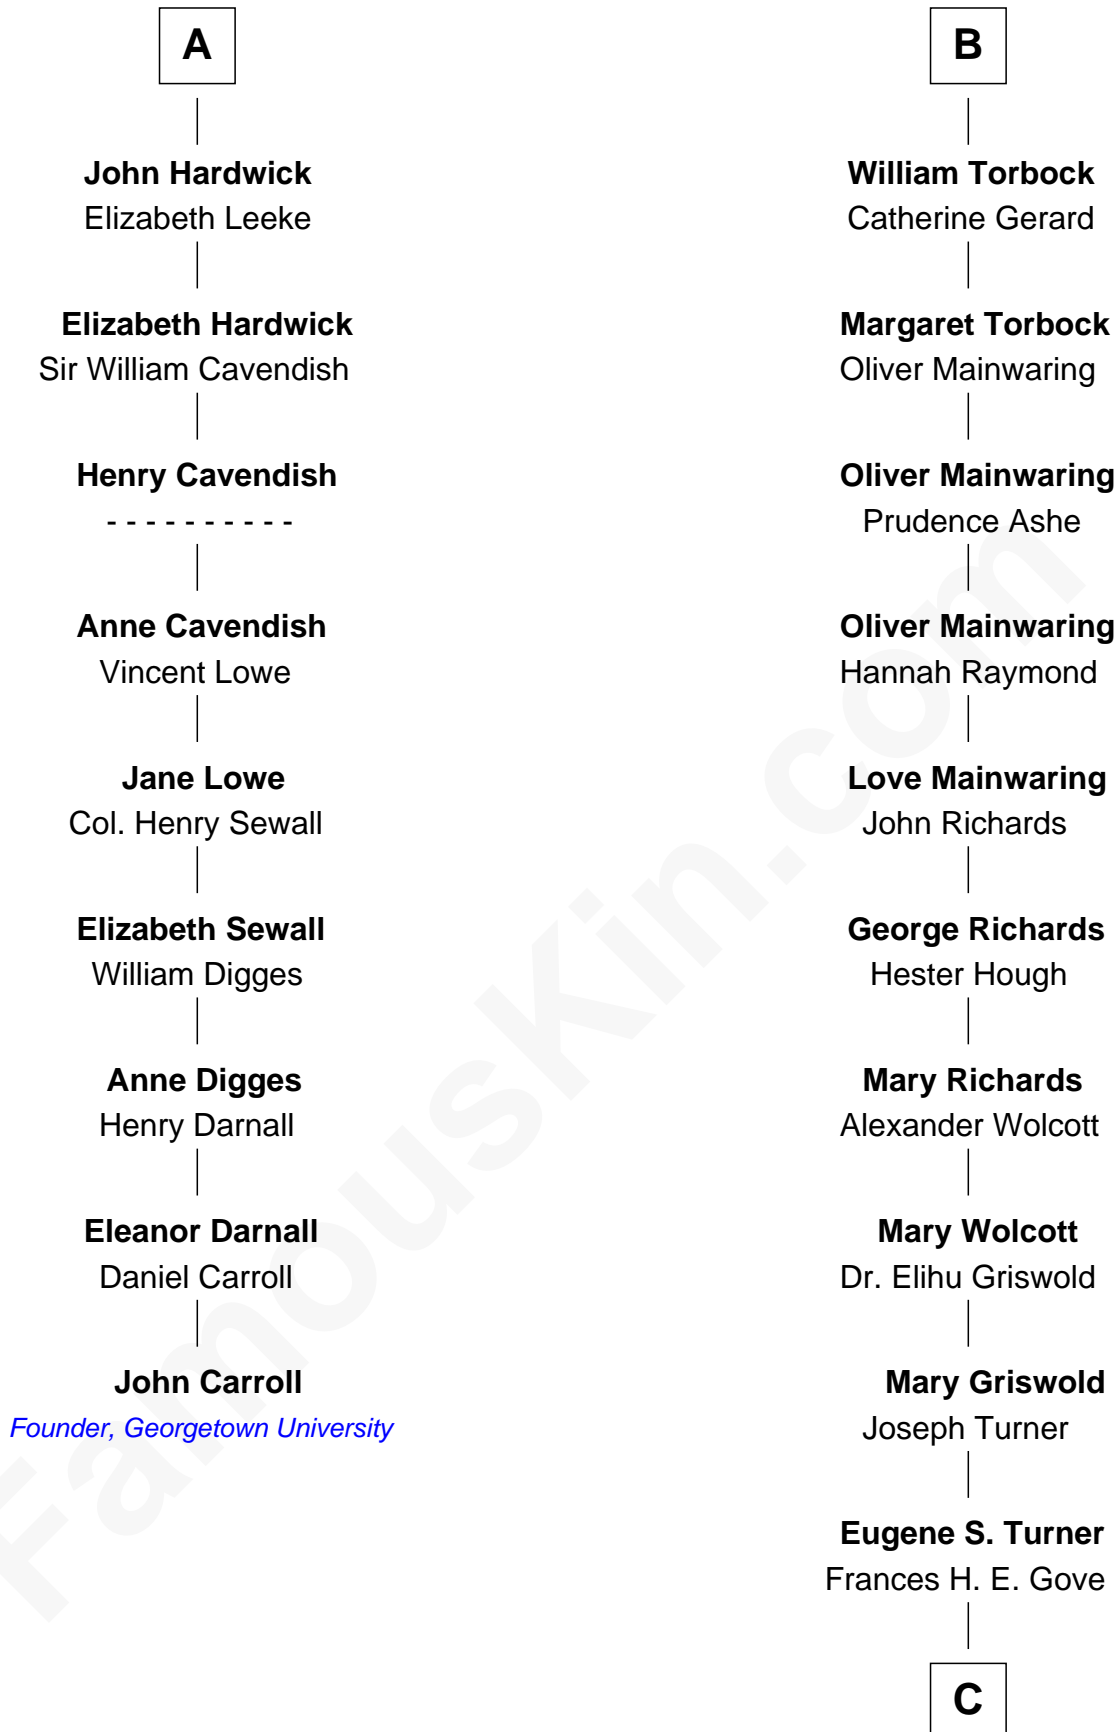 A
John Hardwick
Elizabeth Leeke
Elizabeth Hardwick
Sir William Cavendish
Henry Cavendish
- - - - - - - - - -
Anne Cavendish
Vincent Lowe
Jane Lowe
Col. Henry Sewall
Elizabeth Sewall
William Digges
Anne Digges
Henry Darnall
Eleanor Darnall
Daniel Carroll
John Carroll
Founder, Georgetown University
B
William Torbock
Catherine Gerard
Margaret Torbock
Oliver Mainwaring
Oliver Mainwaring
Prudence Ashe
Oliver Mainwaring
Hannah Raymond
Love Mainwaring
John Richards
George Richards
Hester Hough
Mary Richards
Alexander Wolcott
Mary Wolcott
Dr. Elihu Griswold
Mary Griswold
Joseph Turner
Eugene S. Turner
Frances H. E. Gove
C
FamousKin.com